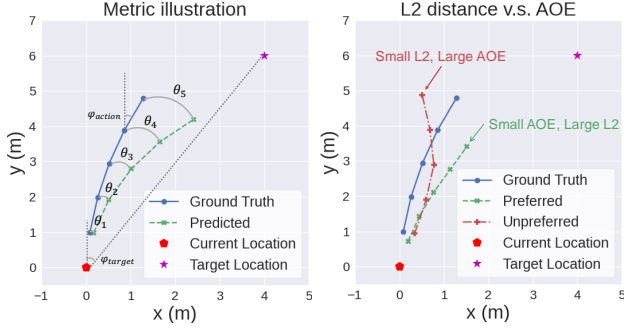 Metric illustration
7
6
5
4
3
2
1
0
−1
0
1
2
3
4
5
y (m)
x (m)
φaction
φtarget
θ1
θ2
θ3
θ4
θ5
Ground Truth
Predicted
Current Location
Target Location
L2 distance v.s. AOE
7
6
5
4
3
2
1
0
−1
0
1
2
3
4
5
y (m)
x (m)
Small L2, Large AOE
Small AOE, Large L2
Ground Truth
Preferred
Unpreferred
Current Location
Target Location